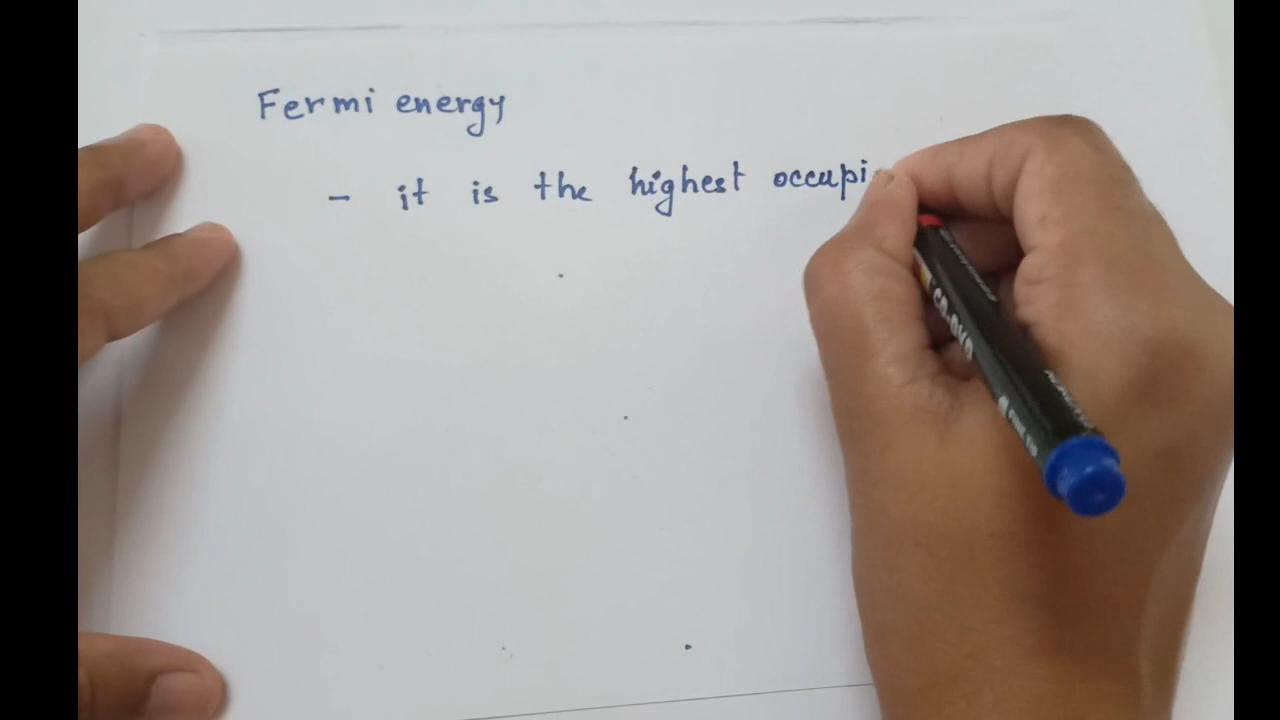 Fermi energy
- it is the highest occupi